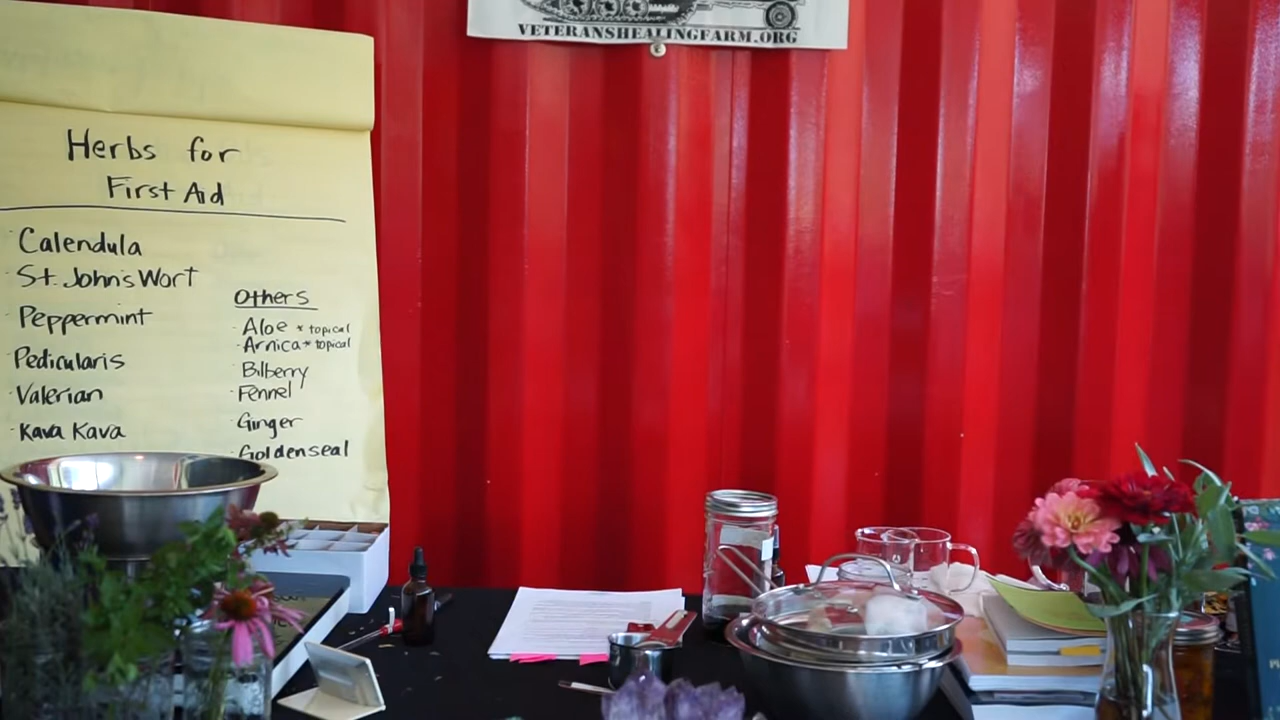 VETERANSHEALINGFARM.ORG
Herbs for
First Aid
Calendula
St. John's Wort
Peppermint
Pedicularis
Valerian
Kava Kava
Others
Aloe * topical
Arnica * topical
Bilberry
Fennel
Ginger
Goldenseal